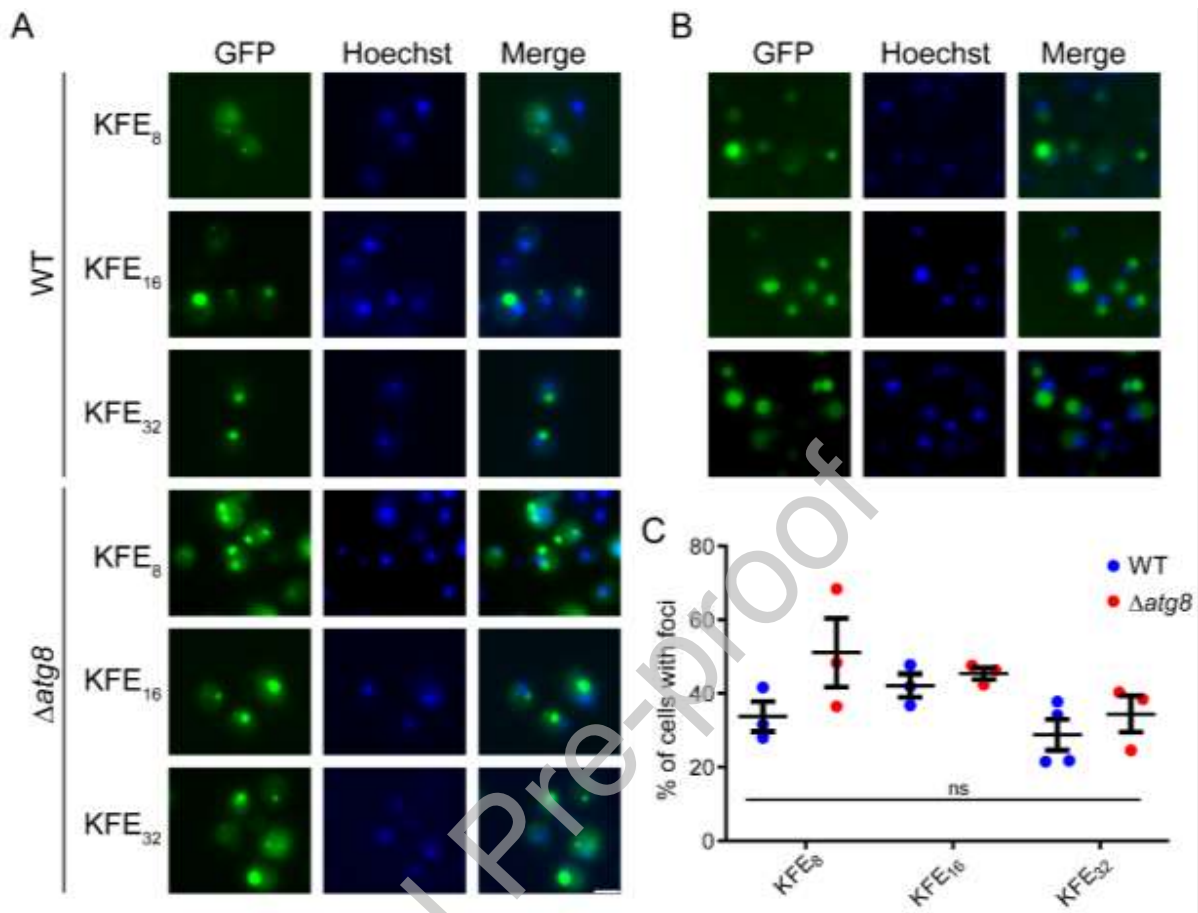 A
GFP Hoechst Merge
WT
KFE₈
KFE₁₆
KFE₃₂
Δatg8
KFE₈
KFE₁₆
KFE₃₂
B
GFP Hoechst Merge
C
% of cells with foci
80
60
40
20
0
WT
Δatg8
ns
KFE₈
KFE₁₆
KFE₃₂
l Pre-proof